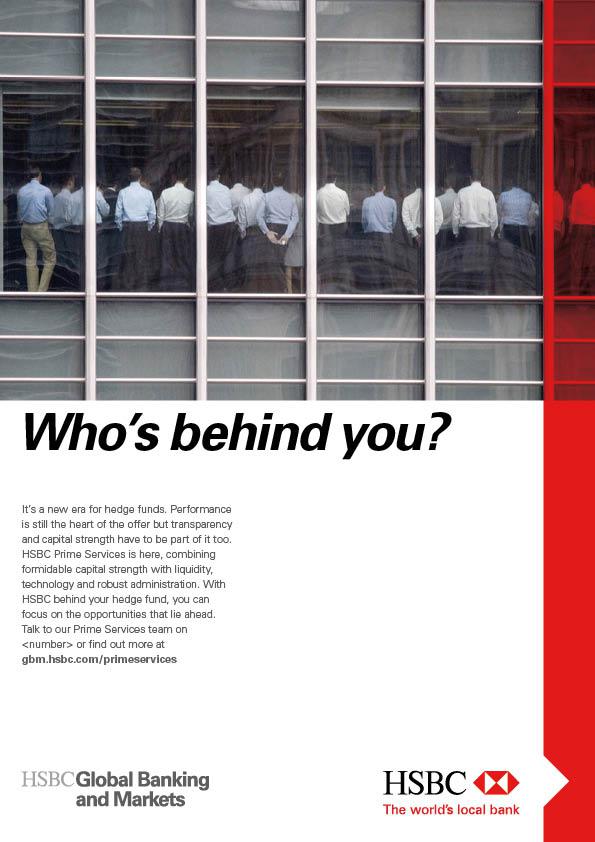 Who's behind you?
It's a new era for hedge funds. Performance
is still the heart of the offer but transparency
and capital strength have to be part of it too.
HSBC Prime Services is here, combining
formidable capital strength with liquidity,
technology and robust administration. With
HSBC behind your hedge fund, you can
focus on the opportunities that lie ahead.
Talk to our Prime Services team on
<number> or find out more at
gbm.hsbc.com/primeservices
HSBC Global Banking
and Markets
HSBC
The world's local bank